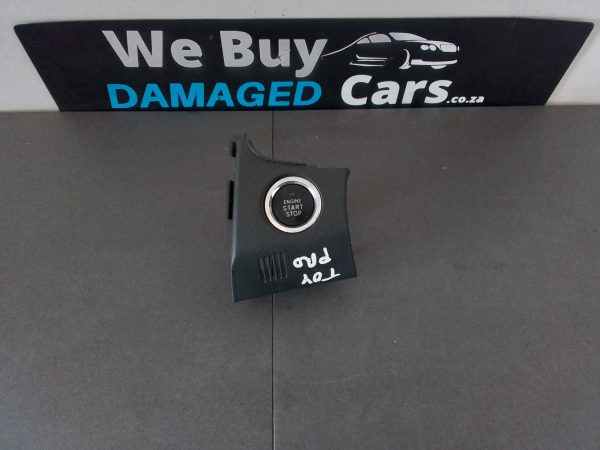 We Buy
DAMAGED Cars.co.za
ENGINE
START
STOP
TOY
PRO